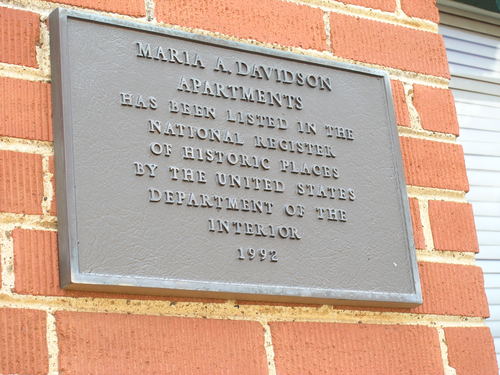 MARIA A. DAVIDSON
APARTMENTS
HAS BEEN LISTED IN THE
NATIONAL REGISTER
OF HISTORIC PLACES
BY THE UNITED STATES
DEPARTMENT OF THE
INTERIOR
1992